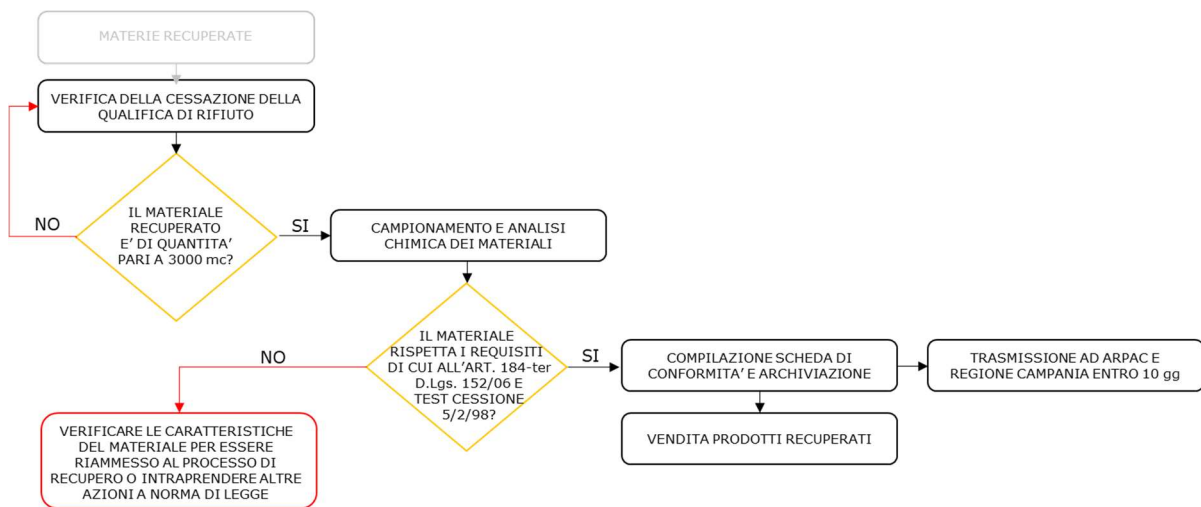 MATERIE RECUPERATE
VERIFICA DELLA CESSAZIONE DELLA
QUALIFICA DI RIFIUTO
IL MATERIALE
RECUPERATO
E’ DI QUANTITA’
PARI A 3000 mc?
NO
SI
CAMPIONAMENTO E ANALISI
CHIMICA DEI MATERIALI
IL MATERIALE
RISPETTA I REQUISITI
DI CUI ALL’ART. 184-ter
D.Lgs. 152/06 E
TEST CESSIONE
5/2/98?
NO
SI
COMPILAZIONE SCHEDA DI
CONFORMITA’ E ARCHIVIAZIONE
TRASMISSIONE AD ARPAC E
REGIONE CAMPANIA ENTRO 10 gg
VENDITA PRODOTTI RECUPERATI
VERIFICARE LE CARATTERISTICHE
DEL MATERIALE PER ESSERE
RIAMMESSO AL PROCESSO DI
RECUPERO O INTRAPRENDERE ALTRE
AZIONI A NORMA DI LEGGE